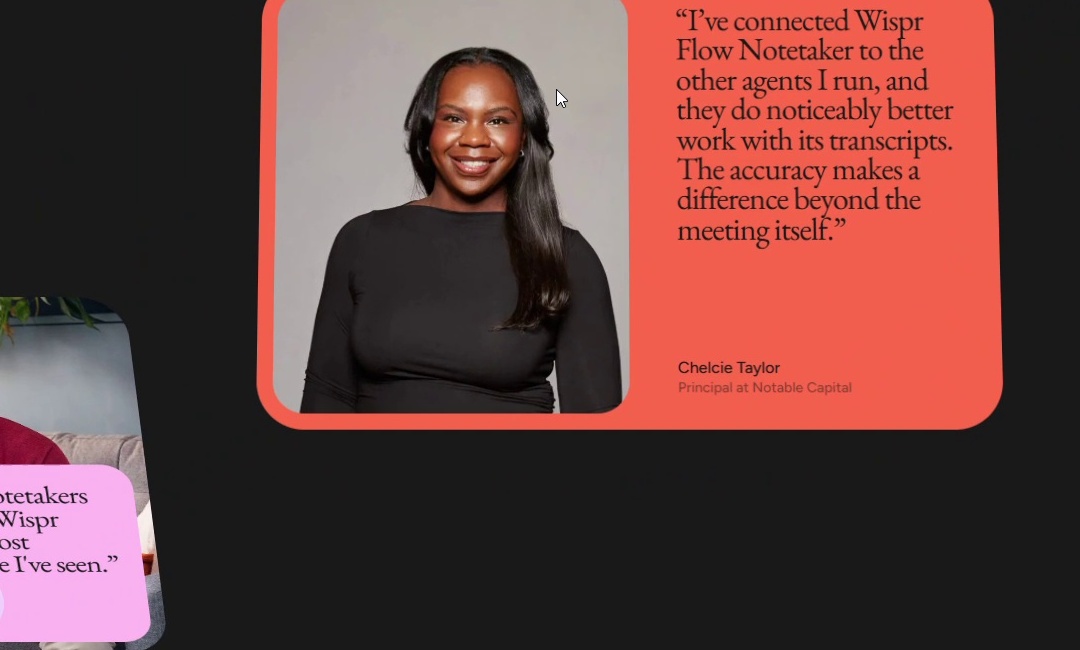 “I’ve connected Wispr
Flow Notetaker to the
other agents I run, and
they do noticeably better
work with its transcripts.
The accuracy makes a
difference beyond the
meeting itself.”
Chelcie Taylor
Principal at Notable Capital
otetakers
Wispr
ost
e I've seen.”